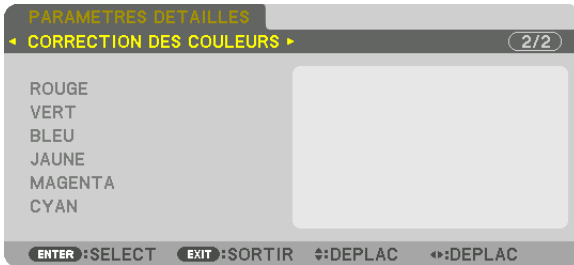 PARAMETRES DETAILLES
CORRECTION DES COULEURS 2/2
ROUGE
VERT
BLEU
JAUNE
MAGENTA
CYAN
ENTER :SELECT EXIT :SORTIR :DEPLAC :DEPLAC